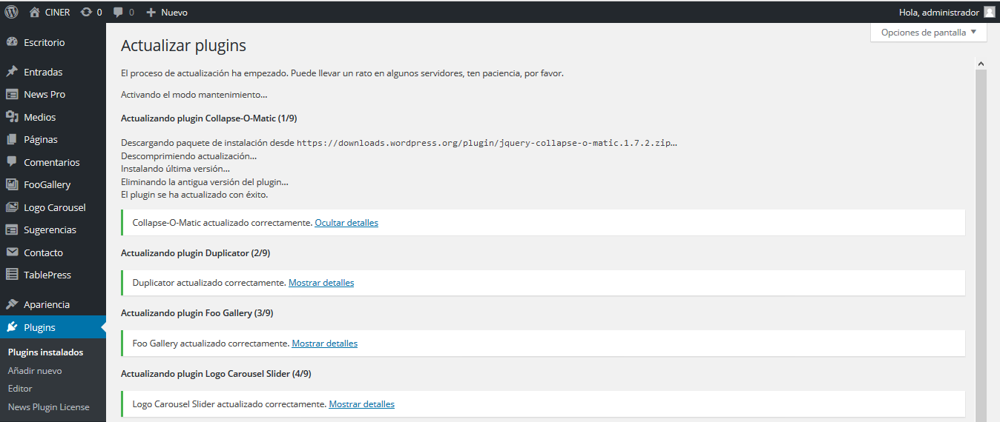 CINER 0 0 Nuevo Hola, administrador
Opciones de pantalla
Escritorio
Entradas
News Pro
Medios
Páginas
Comentarios
FooGallery
Logo Carousel
Sugerencias
Contacto
TablePress
Apariencia
Plugins
Plugins instalados
Añadir nuevo
Editor
News Plugin License
Actualizar plugins
El proceso de actualización ha empezado. Puede llevar un rato en algunos servidores, ten paciencia, por favor.
Activando el modo mantenimiento...
Actualizando plugin Collapse-O-Matic (1/9)
Descargando paquete de instalación desde https://downloads.wordpress.org/plugin/jquery-collapse-o-matic.1.7.2.zip...
Descomprimiendo actualización...
Instalando última versión...
Eliminando la antigua versión del plugin...
El plugin se ha actualizado con éxito.
Collapse-O-Matic actualizado correctamente. Ocultar detalles
Actualizando plugin Duplicator (2/9)
Duplicator actualizado correctamente. Mostrar detalles
Actualizando plugin Foo Gallery (3/9)
Foo Gallery actualizado correctamente. Mostrar detalles
Actualizando plugin Logo Carousel Slider (4/9)
Logo Carousel Slider actualizado correctamente. Mostrar detalles